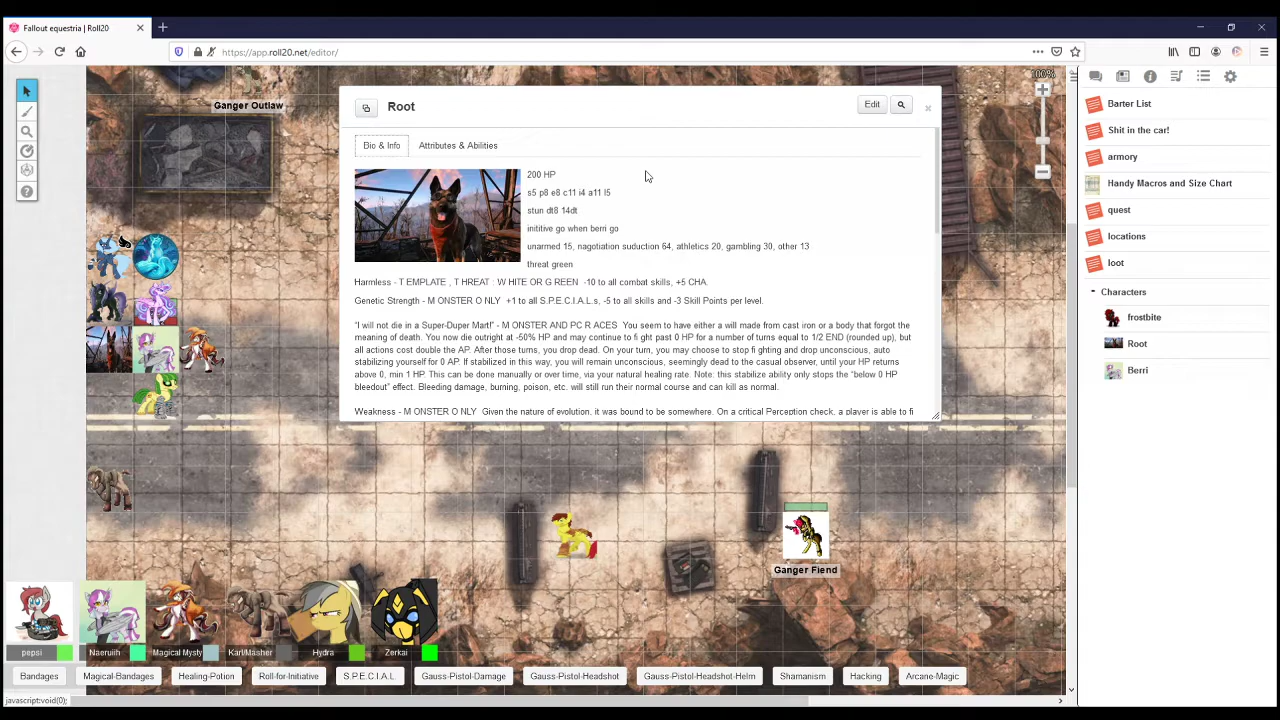 Fallout equestria | Roll20
https://app.roll20.net/editor/
Ganger Outlaw
100%
Root
Edit
Bio & Info
Attributes & Abilities
200 HP
s5 p8 e8 c11 i4 a11 l5
stun dt8 14dt
inititive go when berri go
unarmed 15, nagotiation suduction 64, athletics 20, gambling 30, other 13
threat green
Harmless - T EMPLATE , T HREAT : W HITE OR G REEN -10 to all combat skills, +5 CHA.
Genetic Strength - M ONSTER O NLY +1 to all S.P.E.C.I.A.L.s, -5 to all skills and -3 Skill Points per level.
"I will not die in a Super-Duper Mart!" - M ONSTER AND PC R ACES You seem to have either a will made from cast iron or a body that forgot the
meaning of death. You now die outright at -50% HP and may continue to fi ght past 0 HP for a number of turns equal to 1/2 END (rounded up), but
all actions cost double the AP. After those turns, you drop dead. On your turn, you may choose to stop fi ghting and drop unconscious, auto
stabilizing yourself for 0 AP. If stabilized in this way, you will remain unconscious, seemingly dead to the casual observer, until your HP returns
above 0, min 1 HP. This can be done manually or over time, via your natural healing rate. Note: this stabilize ability only stops the "below 0 HP
bleedout" effect. Bleeding damage, burning, poison, etc. will still run their normal course and can kill as normal.
Weakness - M ONSTER O NLY Given the nature of evolution, it was bound to be somewhere. On a critical Perception check, a player is able to fi
Barter List
Shit in the car!
armory
Handy Macros and Size Chart
quest
locations
loot
Characters
frostbite
Root
Berri
Ganger Fiend
pepsi
Naeruiih
Magical Mysty
Karl/Masher
Hydra
Zerkai
Bandages
Magical-Bandages
Healing-Potion
Roll-for-Initiative
S.P.E.C.I.A.L.
Gauss-Pistol-Damage
Gauss-Pistol-Headshot
Gauss-Pistol-Headshot-Helm
Shamanism
Hacking
Arcane-Magic
javascript:void(0);